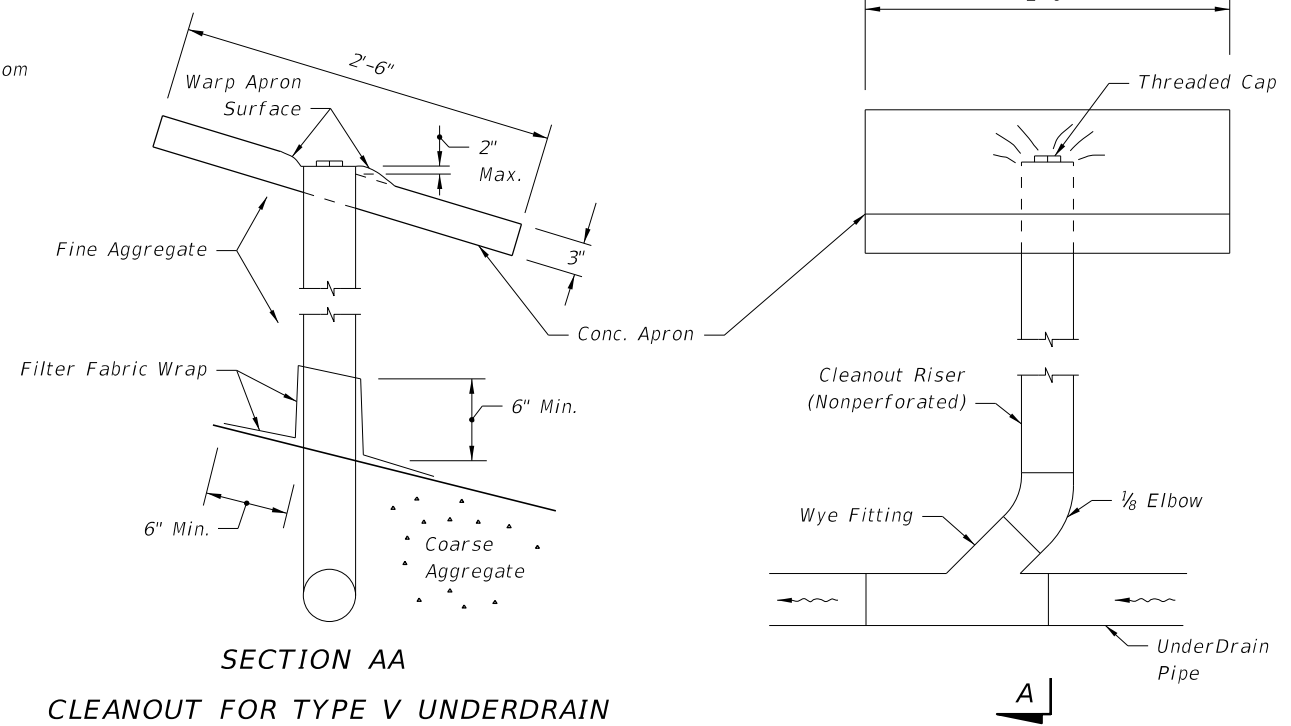 om
2'-6"
Warp Apron
Surface
2"
Max.
Threaded Cap
Fine Aggregate
3"
Conc. Apron
Filter Fabric Wrap
6" Min.
Cleanout Riser
(Nonperforated)
6" Min.
Coarse
Aggregate
Wye Fitting
⅛ Elbow
SECTION AA
CLEANOUT FOR TYPE V UNDERDRAIN
UnderDrain
Pipe
A